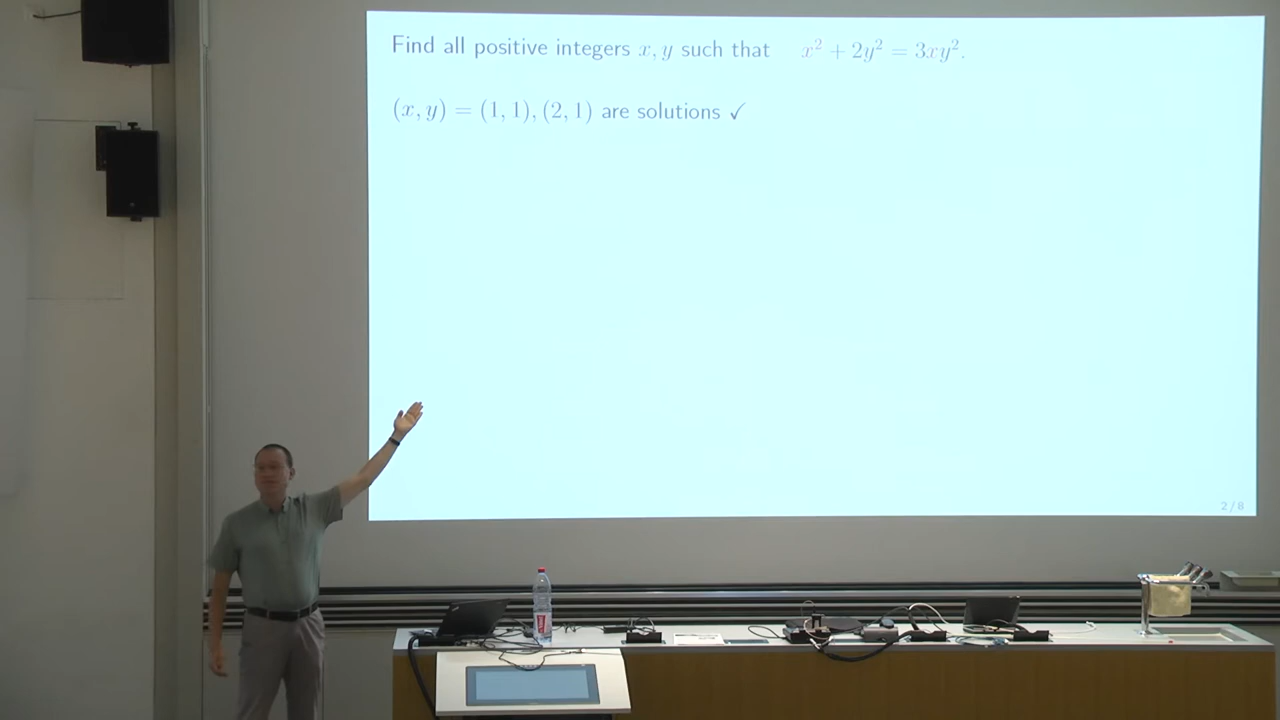 Find all positive integers x, y such that x² + 2y² = 3xy².
(x, y) = (1, 1), (2, 1) are solutions ✓
2 / 8